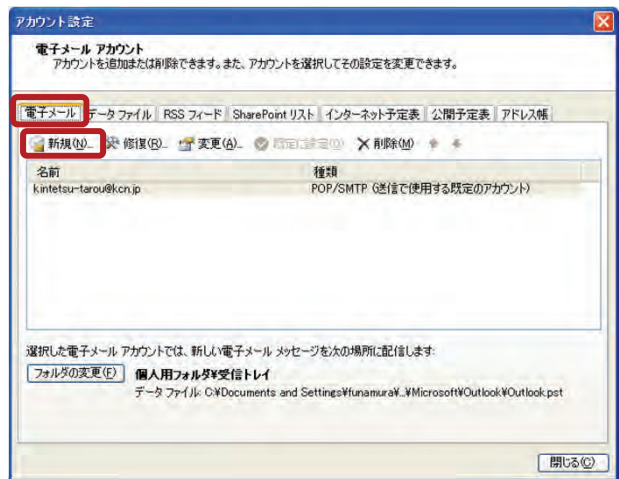 アカウント設定
電子メール アカウント
アカウントを追加または削除できます。また、アカウントを選択してその設定を変更できます。
電子メール データ ファイル RSS フィード SharePoint リスト インターネット予定表 公開予定表 アドレス帳
新規(N)... 修復(R)... 変更(A)... 既定に設定(D) 削除(M)
名前 種類
kintetsu-tarou@kcn.jp POP/SMTP (送信で使用する既定のアカウント)
選択した電子メール アカウントでは、新しい電子メール メッセージを次の場所に配信します:
フォルダの変更(F) 個人用フォルダ¥受信トレイ
データ ファイル: C:¥Documents and Settings¥funamura¥...¥Microsoft¥Outlook¥Outlook.pst
閉じる(C)